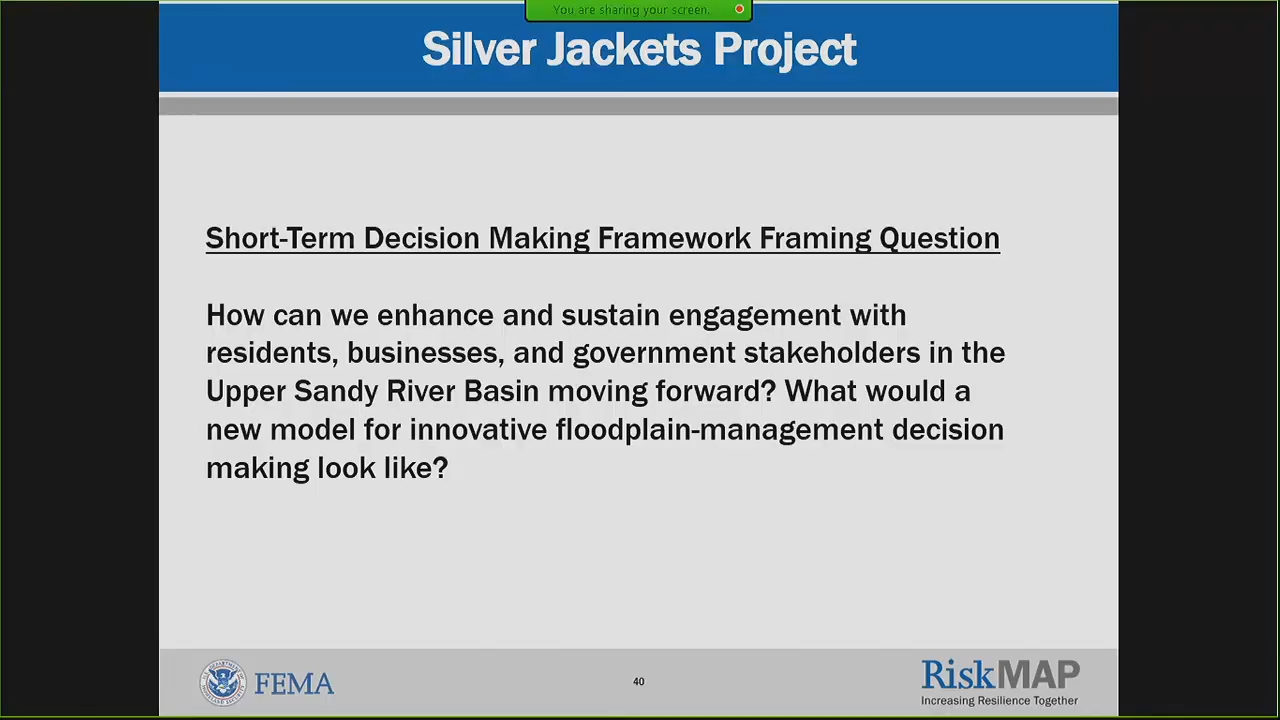 You are sharing your screen.
Silver Jackets Project
Short-Term Decision Making Framework Framing Question
How can we enhance and sustain engagement with
residents, businesses, and government stakeholders in the
Upper Sandy River Basin moving forward? What would a
new model for innovative floodplain-management decision
making look like?
FEMA
40
RiskMAP
Increasing Resilience Together